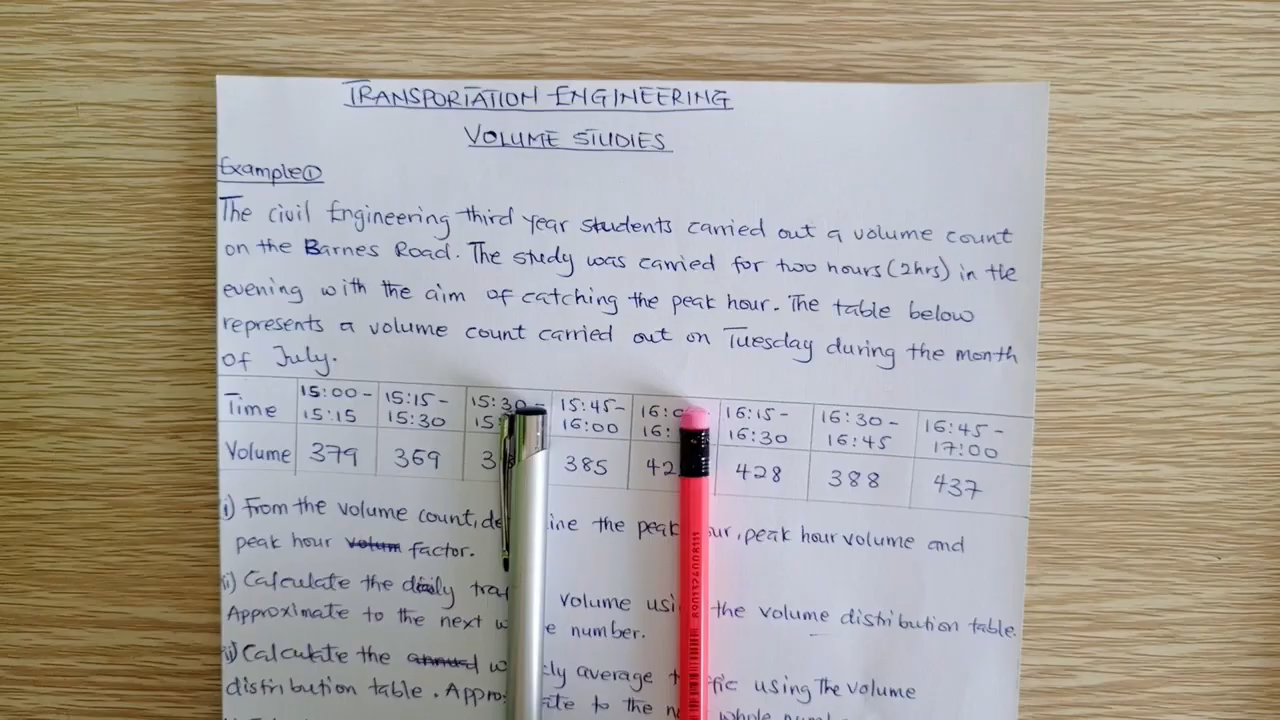 TRANSPORTATION ENGINEERING
VOLUME STUDIES
Example①
The civil Engineering third year students carried out a volume count
on the Barnes Road. The study was carried for two hours (2hrs) in the
evening with the aim of catching the peak hour. The table below
represents a volume count carried out on Tuesday during the month
of July.
Time 15:00- 15:15- 15:30- 15:45- 16:15- 16:30- 16:45-
15:15 15:30 16:00 16:30 16:45 17:00
Volume 379 369 385 428 388 437
i) From the volume count, the peak peak hour volume and
peak hour volum factor.
ii) Calculate the daily volume the volume distribution table.
Approximate to the next number.
Calculate the annual average using The volume
distribution table. to the whole
8901324008111